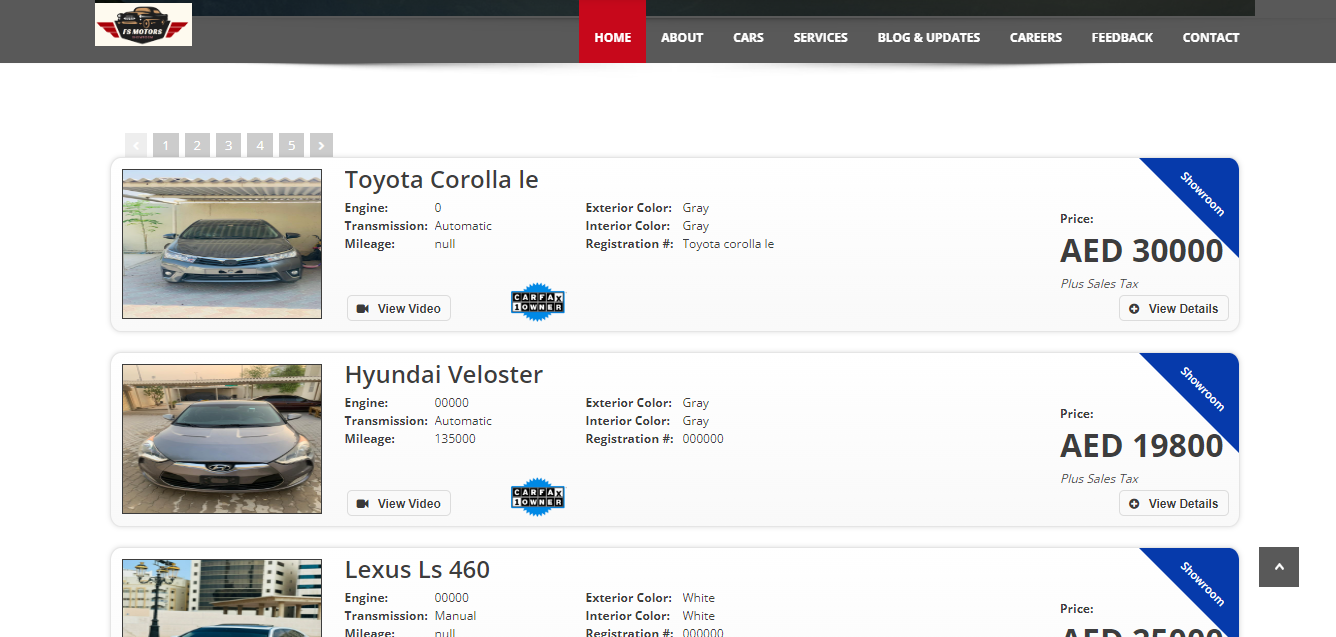 FS MOTORS
HOME ABOUT CARS SERVICES BLOG & UPDATES CAREERS FEEDBACK CONTACT
1 2 3 4 5
Toyota Corolla le
Engine: 0
Transmission: Automatic
Mileage: null
Exterior Color: Gray
Interior Color: Gray
Registration #: Toyota corolla le
Showroom
Price:
AED 30000
Plus Sales Tax
View Video
CARFAX
1 OWNER
View Details
Hyundai Veloster
Engine: 00000
Transmission: Automatic
Mileage: 135000
Exterior Color: Gray
Interior Color: Gray
Registration #: 000000
Showroom
Price:
AED 19800
Plus Sales Tax
View Video
CARFAX
1 OWNER
View Details
Lexus Ls 460
Engine: 00000
Transmission: Manual
Mileage: null
Exterior Color: White
Interior Color: White
Registration #: 000000
Showroom
Price:
AED 25000